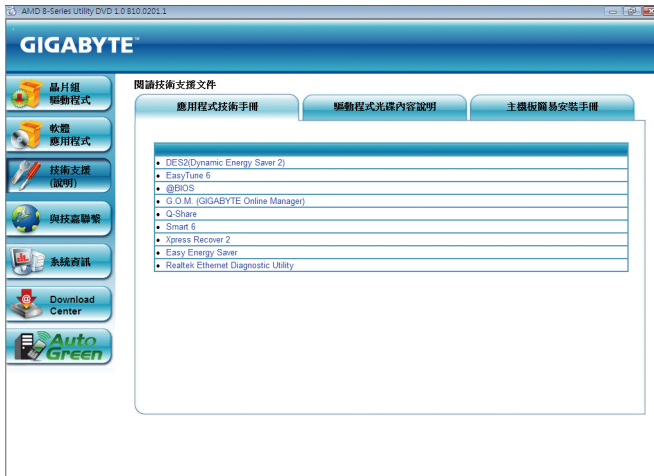 AMD 8-Series Utility DVD 1.0 B10.0201.1
GIGABYTE™
晶片組
驅動程式
軟體
應用程式
技術支援
(說明)
與技嘉聯繫
系統資訊
Download
Center
Auto
Green
閱讀技術支援文件
應用程式技術手冊
驅動程式光碟內容說明
主機板簡易安裝手冊
• DES2(Dynamic Energy Saver 2)
• EasyTune 6
• @BIOS
• G.O.M. (GIGABYTE Online Manager)
• Q-Share
• Smart 6
• Xpress Recover 2
• Easy Energy Saver
• Realtek Ethernet Diagnostic Utility